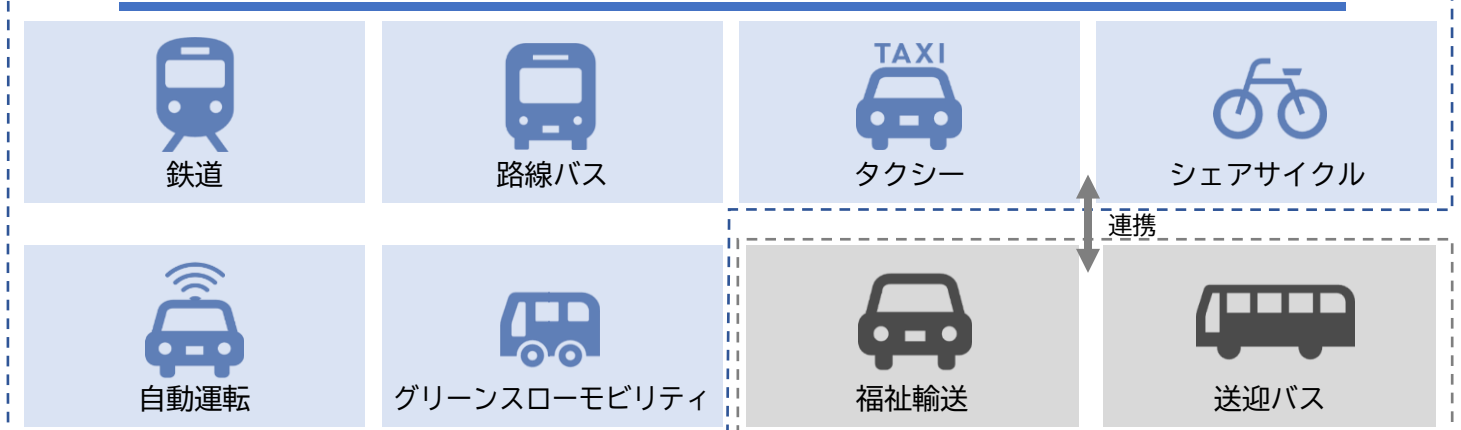 TAXI
鉄道
路線バス
タクシー
シェアサイクル
連携
自動運転
グリーンスローモビリティ
福祉輸送
送迎バス